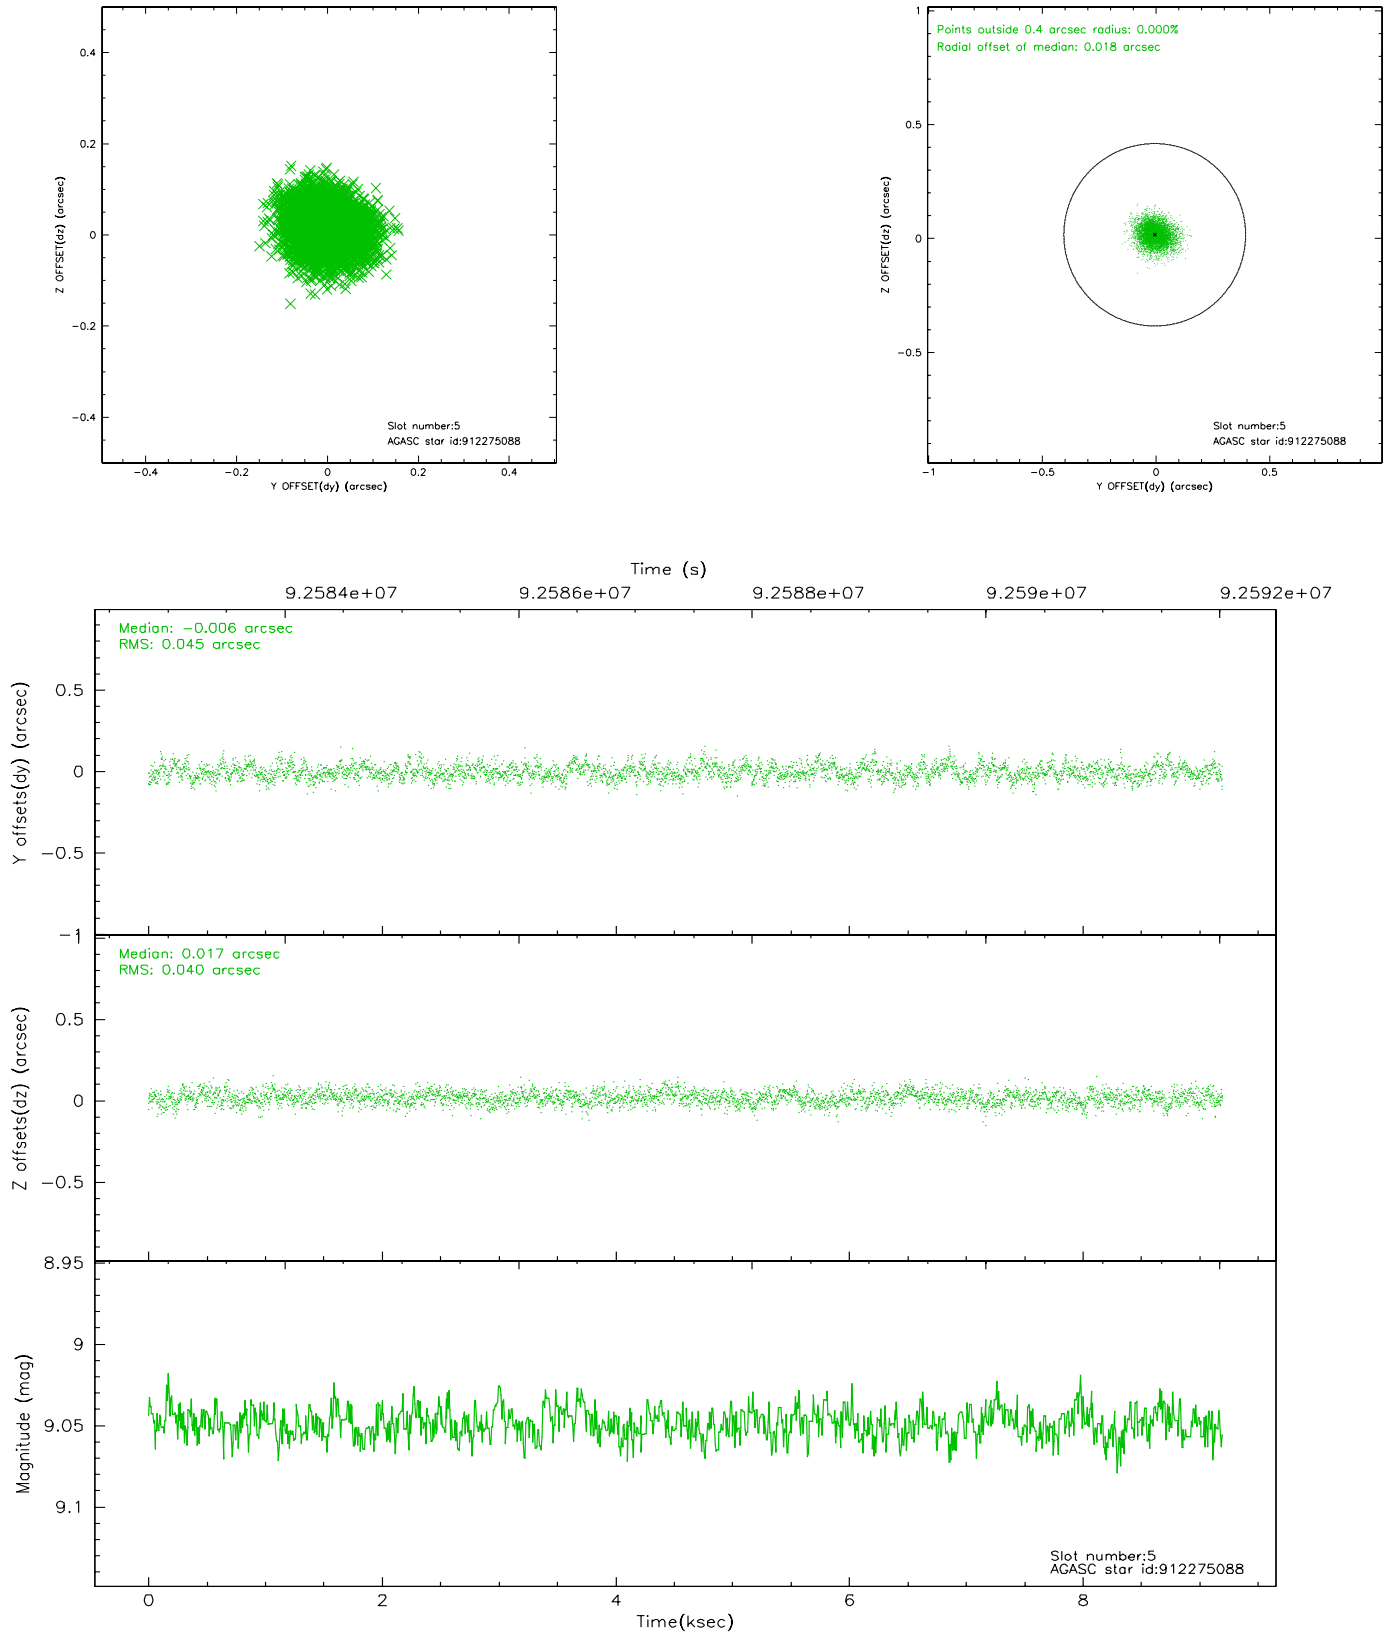 0.4
0.2
0
−0.2
−0.4
−0.4
−0.2
0
0.2
0.4
Z OFFSET(dz) (arcsec)
Y OFFSET(dy) (arcsec)
Slot number:5
AGASC star id:912275088
Points outside 0.4 arcsec radius: 0.000%
Radial offset of median: 0.018 arcsec
1
0.5
0
−0.5
−1
−0.5
0
0.5
Z OFFSET(dz) (arcsec)
Y OFFSET(dy) (arcsec)
Slot number:5
AGASC star id:912275088
Time (s)
9.2584e+07
9.2586e+07
9.2588e+07
9.259e+07
9.2592e+07
Median: −0.006 arcsec
RMS: 0.045 arcsec
0.5
0
−0.5
−1
Y offsets(dy) (arcsec)
Median: 0.017 arcsec
RMS: 0.040 arcsec
1
0.5
0
−0.5
Z offsets(dz) (arcsec)
8.95
9
9.05
9.1
Magnitude (mag)
Slot number:5
AGASC star id:912275088
0
2
4
6
8
Time(ksec)